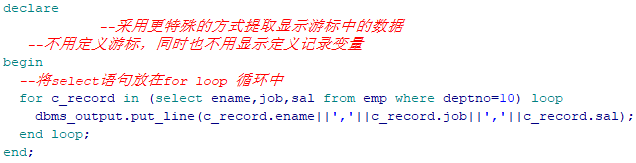 declare
--采用更特殊的方式提取显示游标中的数据
--不用定义游标，同时也不用显示定义记录变量
begin
--将select语句放在for loop 循环中
for c_record in (select ename,job,sal from emp where deptno=10) loop
dbms_output.put_line(c_record.ename||','||c_record.job||','||c_record.sal);
end loop;
end;